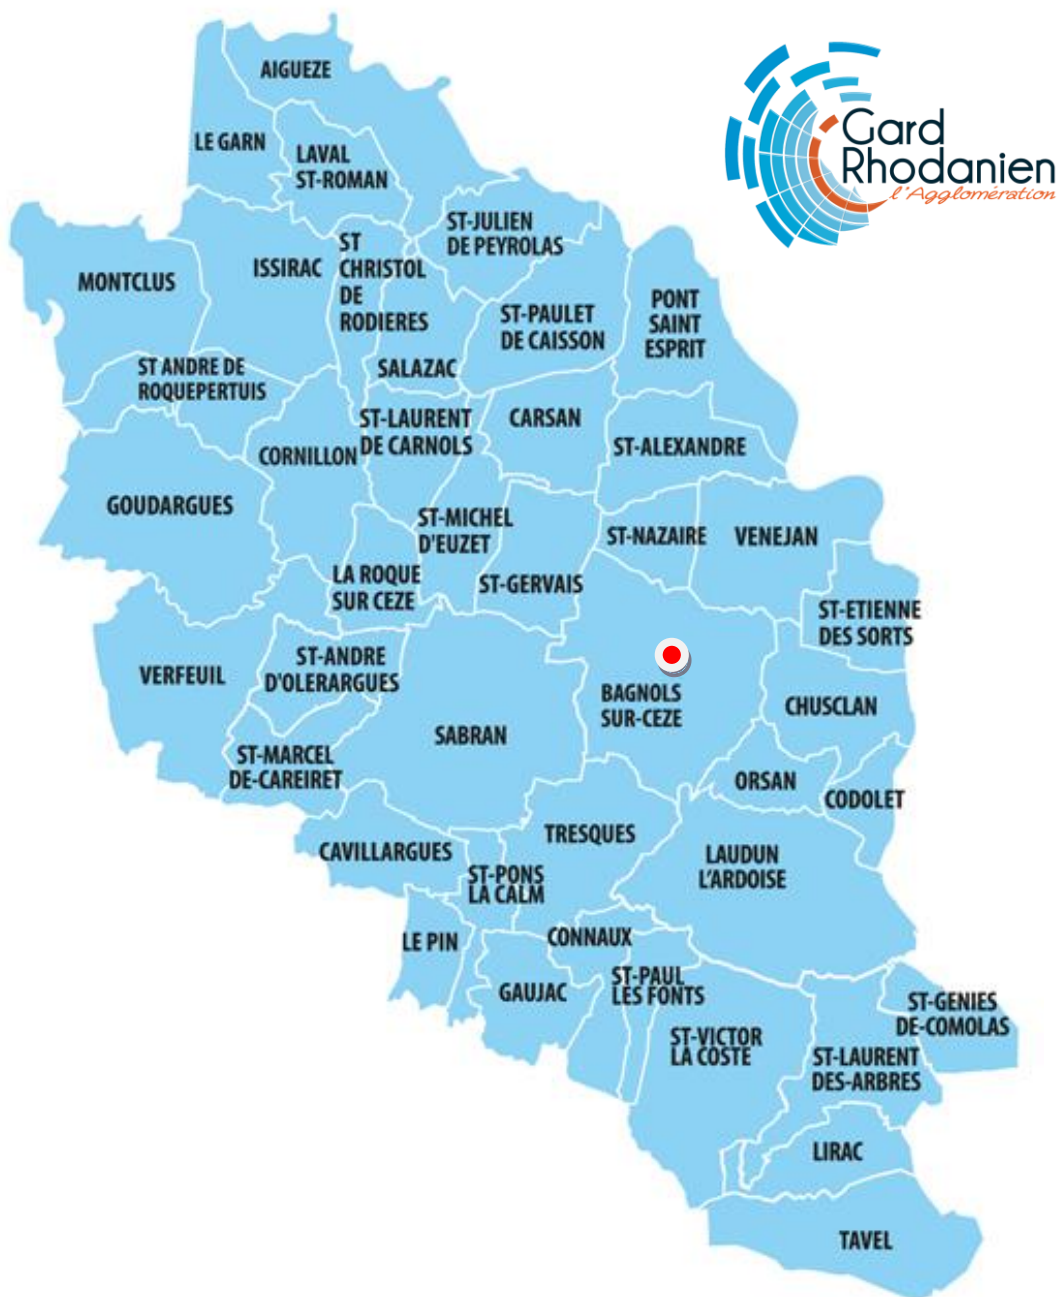 AIGUEZE
Gard
Rhodanien
l'Agglomération
LE GARN
LAVAL
ST-ROMAN
ST-JULIEN
DE PEYROLAS
ST
CHRISTOL
DE
RODIERES
ISSIRAC
MONTCLUS
PONT
SAINT
ESPRIT
ST-PAULET
DE CAISSON
SALAZAC
ST ANDRE DE
ROQUEPERTUIS
ST-LAURENT
DE CARNOLS
CARSAN
ST-ALEXANDRE
CORNILLON
GOUDARGUES
ST-MICHEL
D'EUZET
ST-NAZAIRE
VENEJAN
LA ROQUE
SUR CEZE
ST-GERVAIS
ST-ETIENNE
DES SORTS
VERFEUIL
ST-ANDRE
D'OLERARGUES
BAGNOLS
SUR-CEZE
CHUSCLAN
SABRAN
ST-MARCEL
DE-CAREIRET
ORSAN
CODOLET
TRESQUES
CAVILLARGUES
LAUDUN
L'ARDOISE
ST-PONS
LA CALM
LE PIN
CONNAUX
GAUJAC
ST-PAUL
LES FONTS
ST-GENIES
DE-COMOLAS
ST-VICTOR
LA COSTE
ST-LAURENT
DES-ARBRES
LIRAC
TAVEL